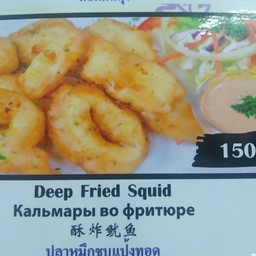 150
Deep Fried Squid
Кальмары во фритюре
酥炸魷鱼
ปลาหมึกชุบแป้งทอด